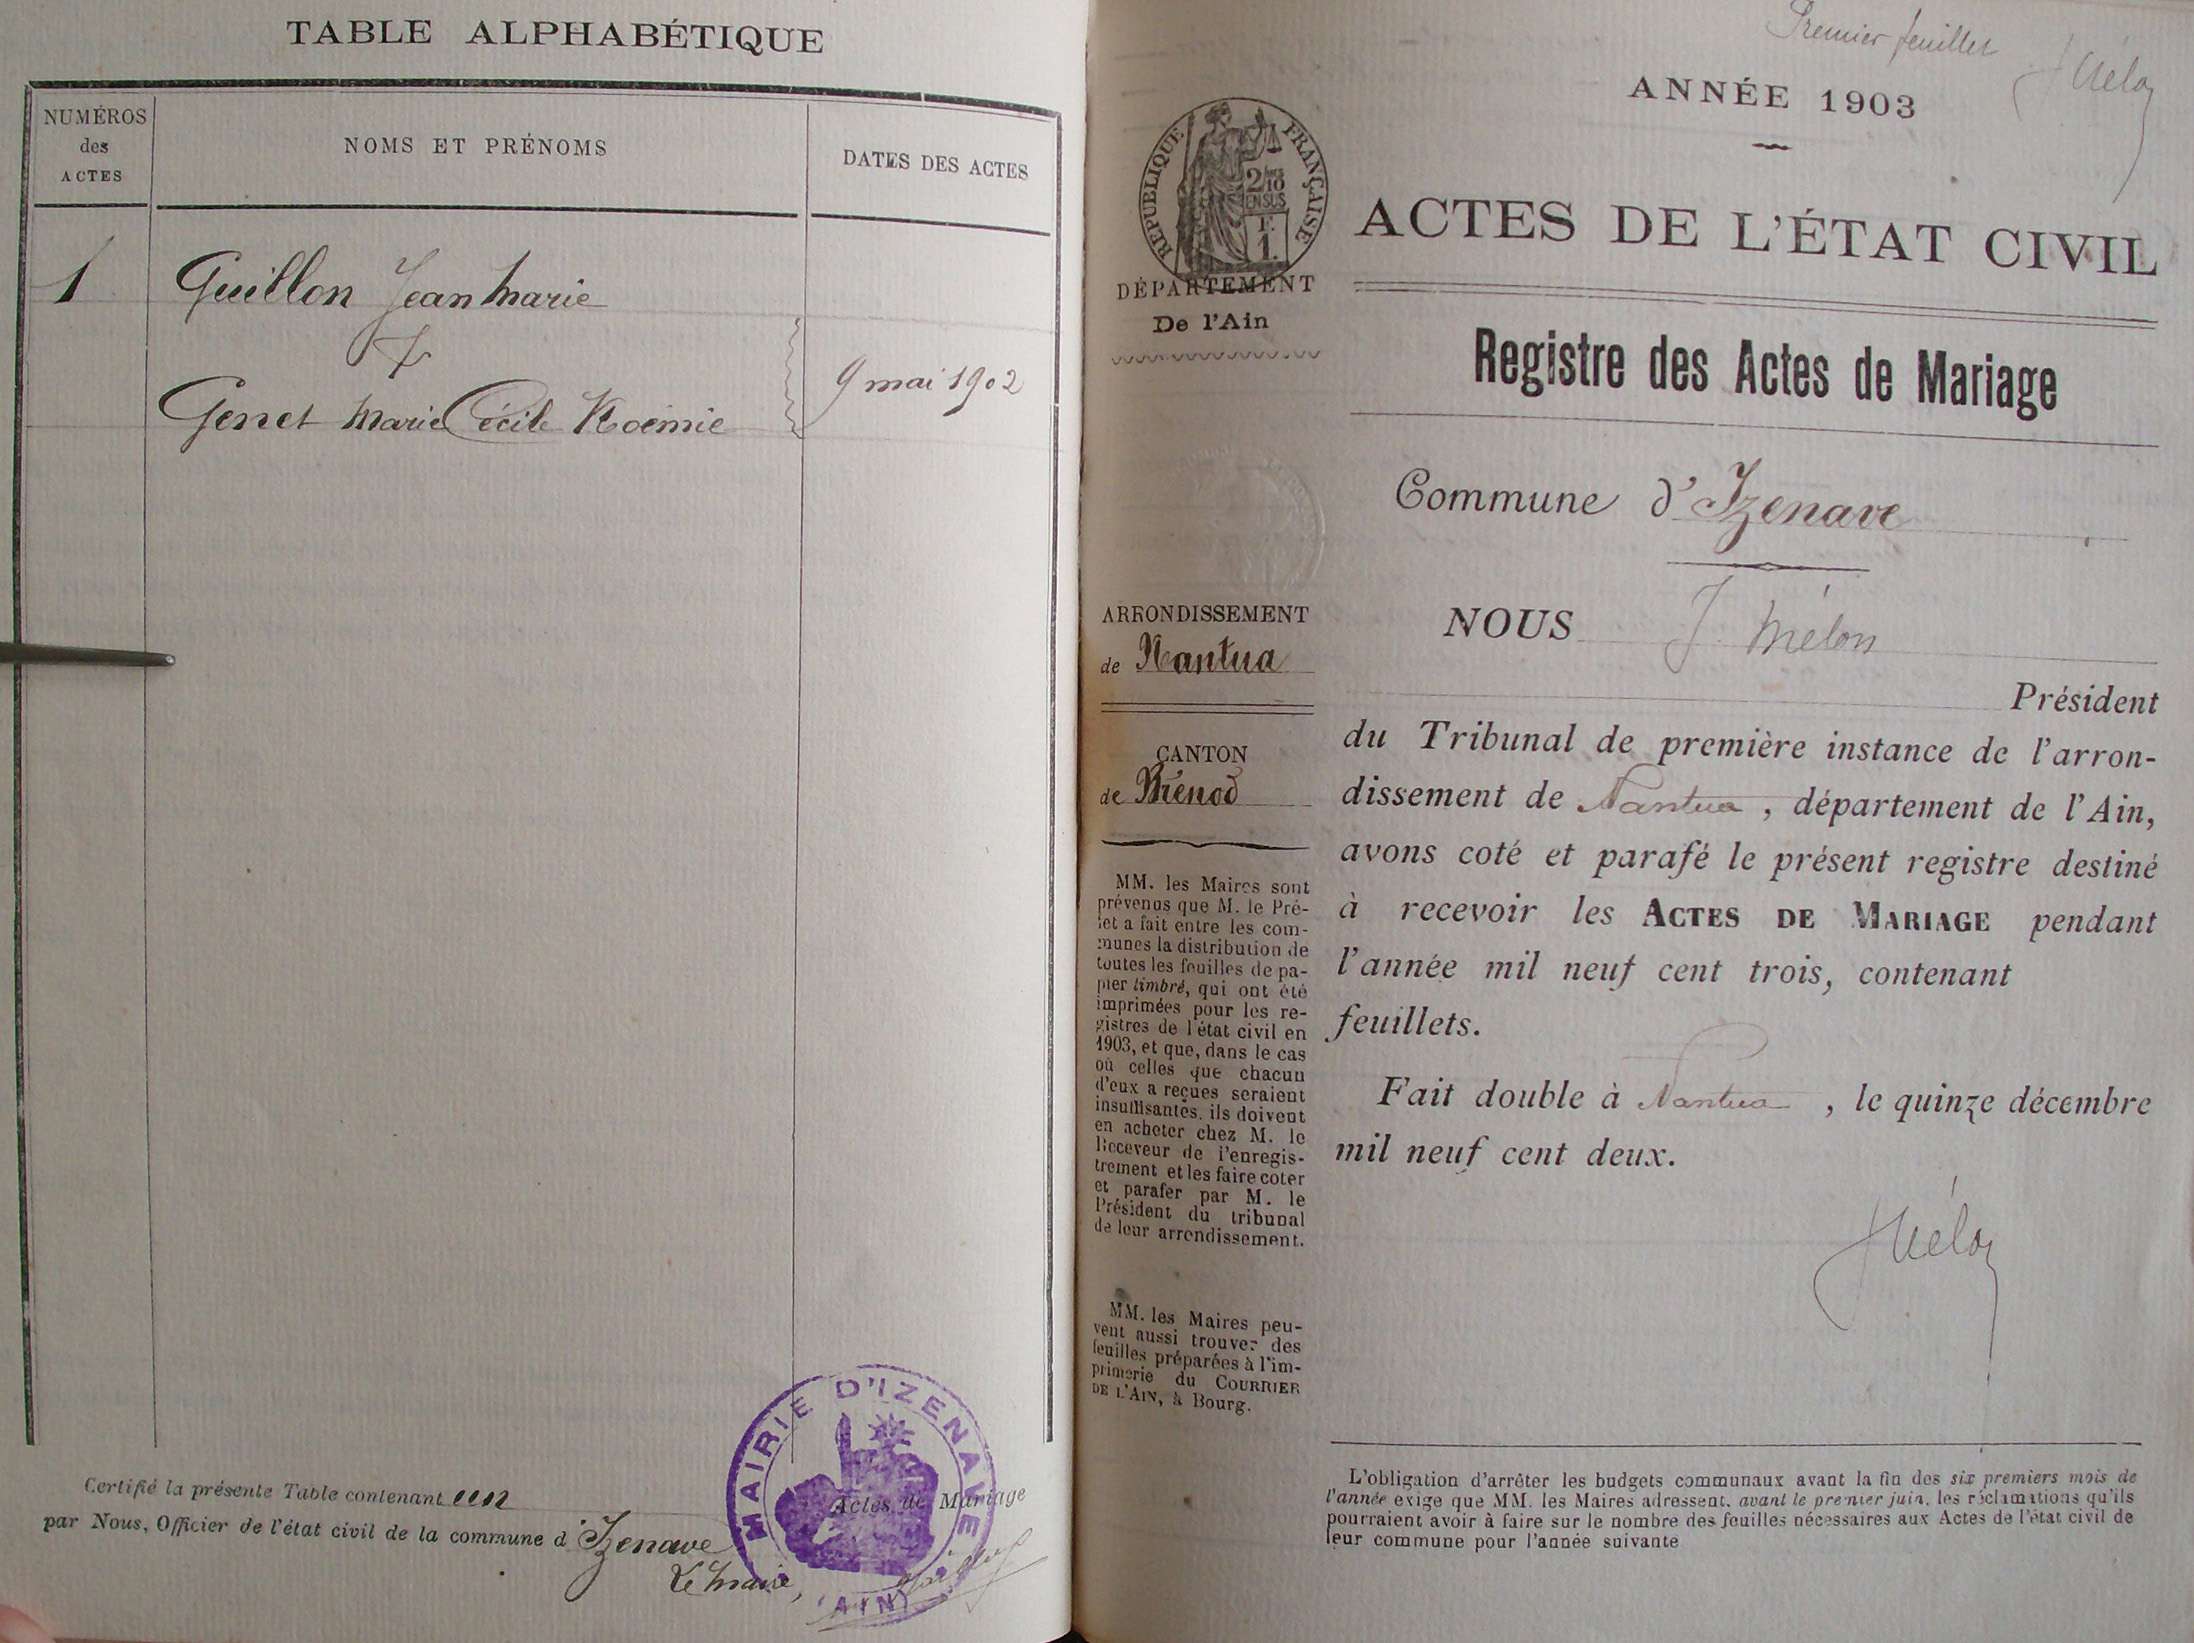 TABLE ALPHABÉTIQUE
NUMÉROS
des
ACTES
NOMS ET PRÉNOMS
DATES DES ACTES
1
Guillon Jean Marie
&
Genet Marie Cécile Noémie
9 mai 1902
Certifié la présente Table contenant un Actes de Mariage
par Nous, Officier de l'état civil de la commune d'Izenave
Le Maire,
MAIRIE D'IZENAVE
(AIN)
Premier feuillet
Mélon
ANNÉE 1903
RÉPUBLIQUE FRANÇAISE
2/10
EN SUS
1F.
DÉPARTEMENT
De l'Ain
ACTES DE L'ÉTAT CIVIL
Registre des Actes de Mariage
Commune d'Izenave
ARRONDISSEMENT
de Nantua
CANTON
de Brénod
MM. les Maires sont
prévenus que M. le Pré-
fet a fait entre les com-
munes la distribution de
toutes les feuilles de pa-
pier timbré, qui ont été
imprimées pour les re-
gistres de l'état civil en
1903, et que, dans le cas
où celles que chacun
d'eux a reçues seraient
insuffisantes, ils doivent
en acheter chez M. le
Receveur de l'enregis-
trement et les faire coter
et parafer par M. le
Président du tribunal
de leur arrondissement.
MM. les Maires peu-
vent aussi trouver des
feuilles préparées à l'im-
primerie du COURRIER
DE L'AIN, à Bourg.
NOUS J. Mélon
Président
du Tribunal de première instance de l'arron-
dissement de Nantua, département de l'Ain,
avons coté et parafé le présent registre destiné
à recevoir les ACTES DE MARIAGE pendant
l'année mil neuf cent trois, contenant
feuillets.
Fait double à Nantua, le quinze décembre
mil neuf cent deux.
Mélon
L'obligation d'arrêter les budgets communaux avant la fin des six premiers mois de
l'année exige que MM. les Maires adressent, avant le premier juin, les réclamations qu'ils
pourraient avoir à faire sur le nombre des feuilles nécessaires aux Actes de l'état civil de
leur commune pour l'année suivante